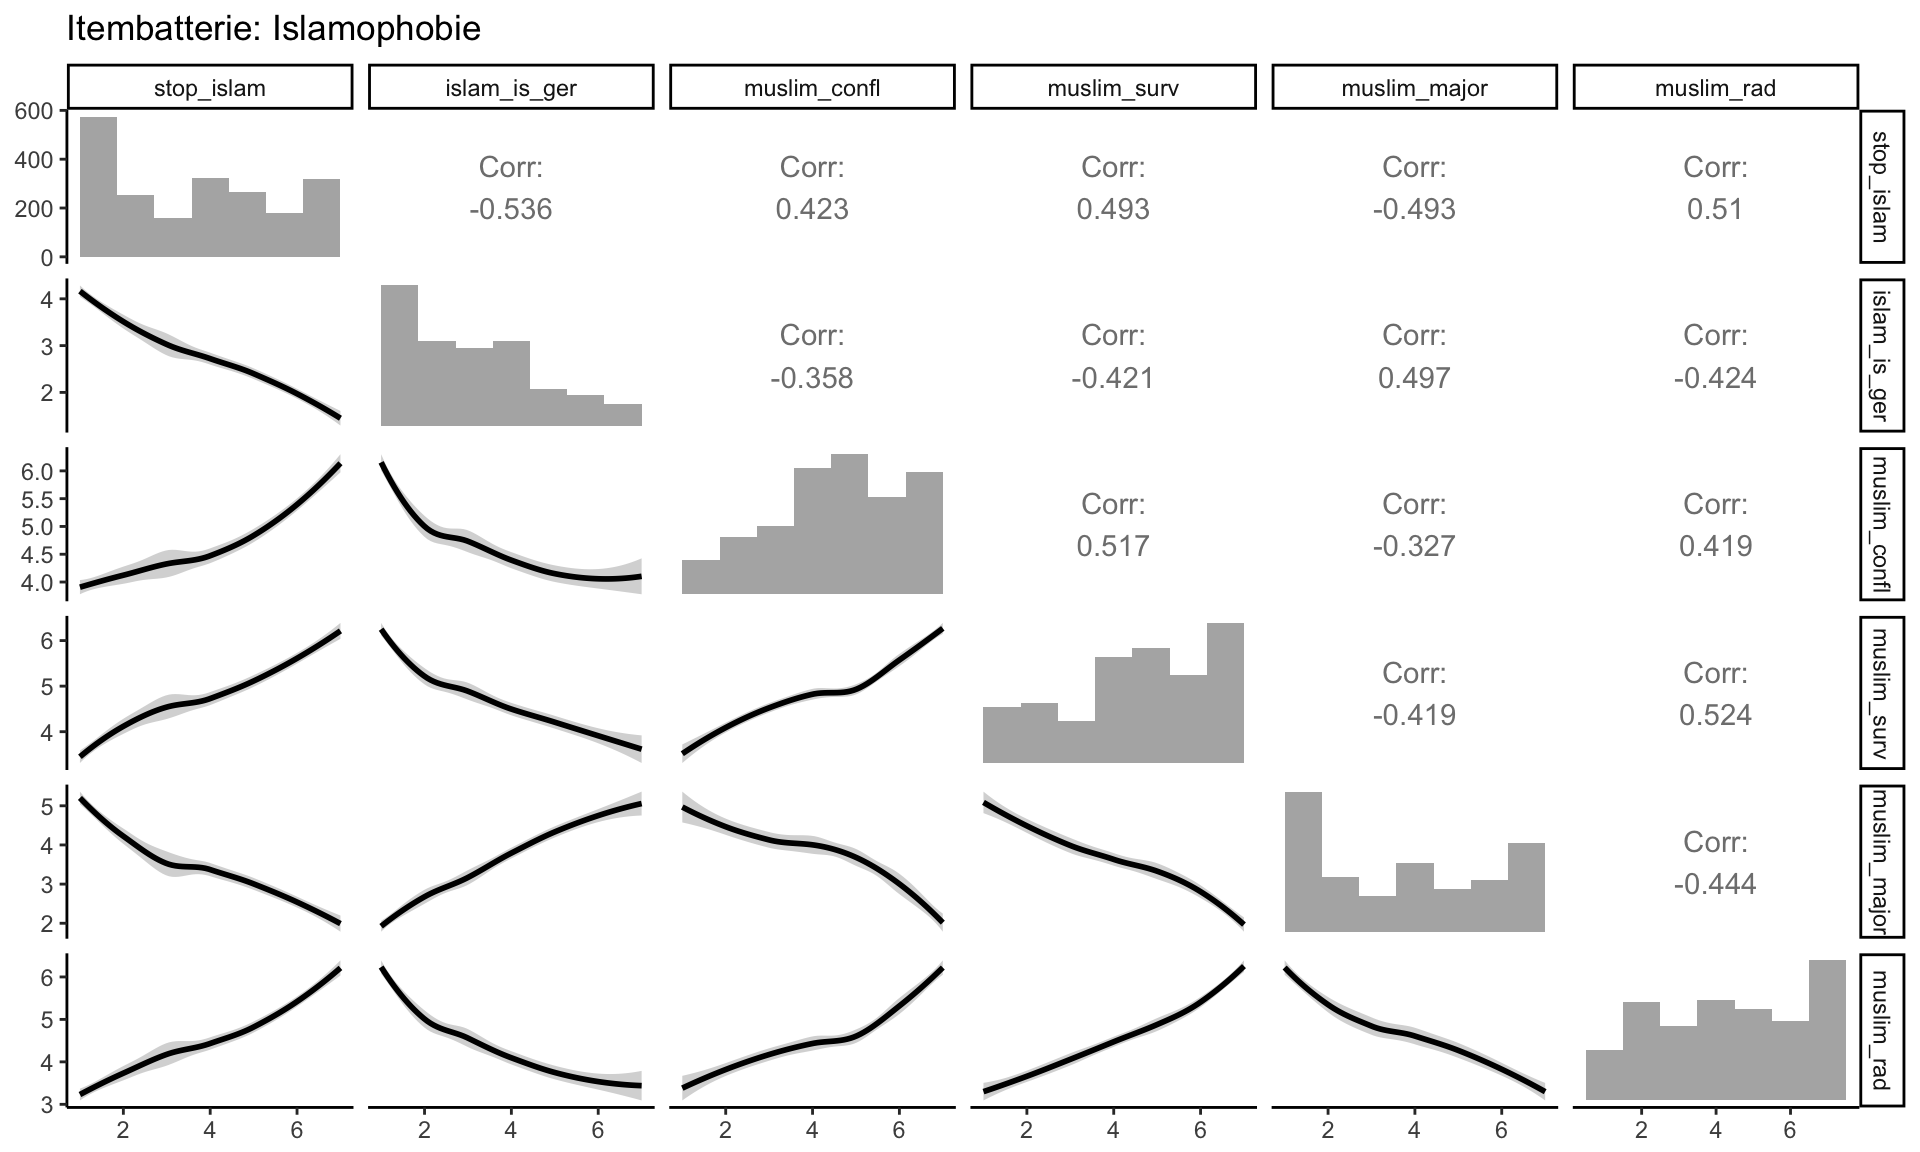 Itembatterie: Islamophobie
stop_islam islam_is_ger muslim_confl muslim_surv muslim_major muslim_rad
600
400
200
0
Corr: Corr: Corr: Corr: Corr:
-0.536 0.423 0.493 -0.493 0.51
stop_islam
4
3
2
Corr: Corr: Corr: Corr:
-0.358 -0.421 0.497 -0.424
islam_is_ger
6.0
5.5
5.0
4.5
4.0
Corr: Corr: Corr:
0.517 -0.327 0.419
muslim_confl
6
5
4
Corr: Corr:
-0.419 0.524
muslim_surv
5
4
3
2
Corr:
-0.444
muslim_major
6
5
4
3
muslim_rad
2 4 6 2 4 6 2 4 6 2 4 6 2 4 6 2 4 6